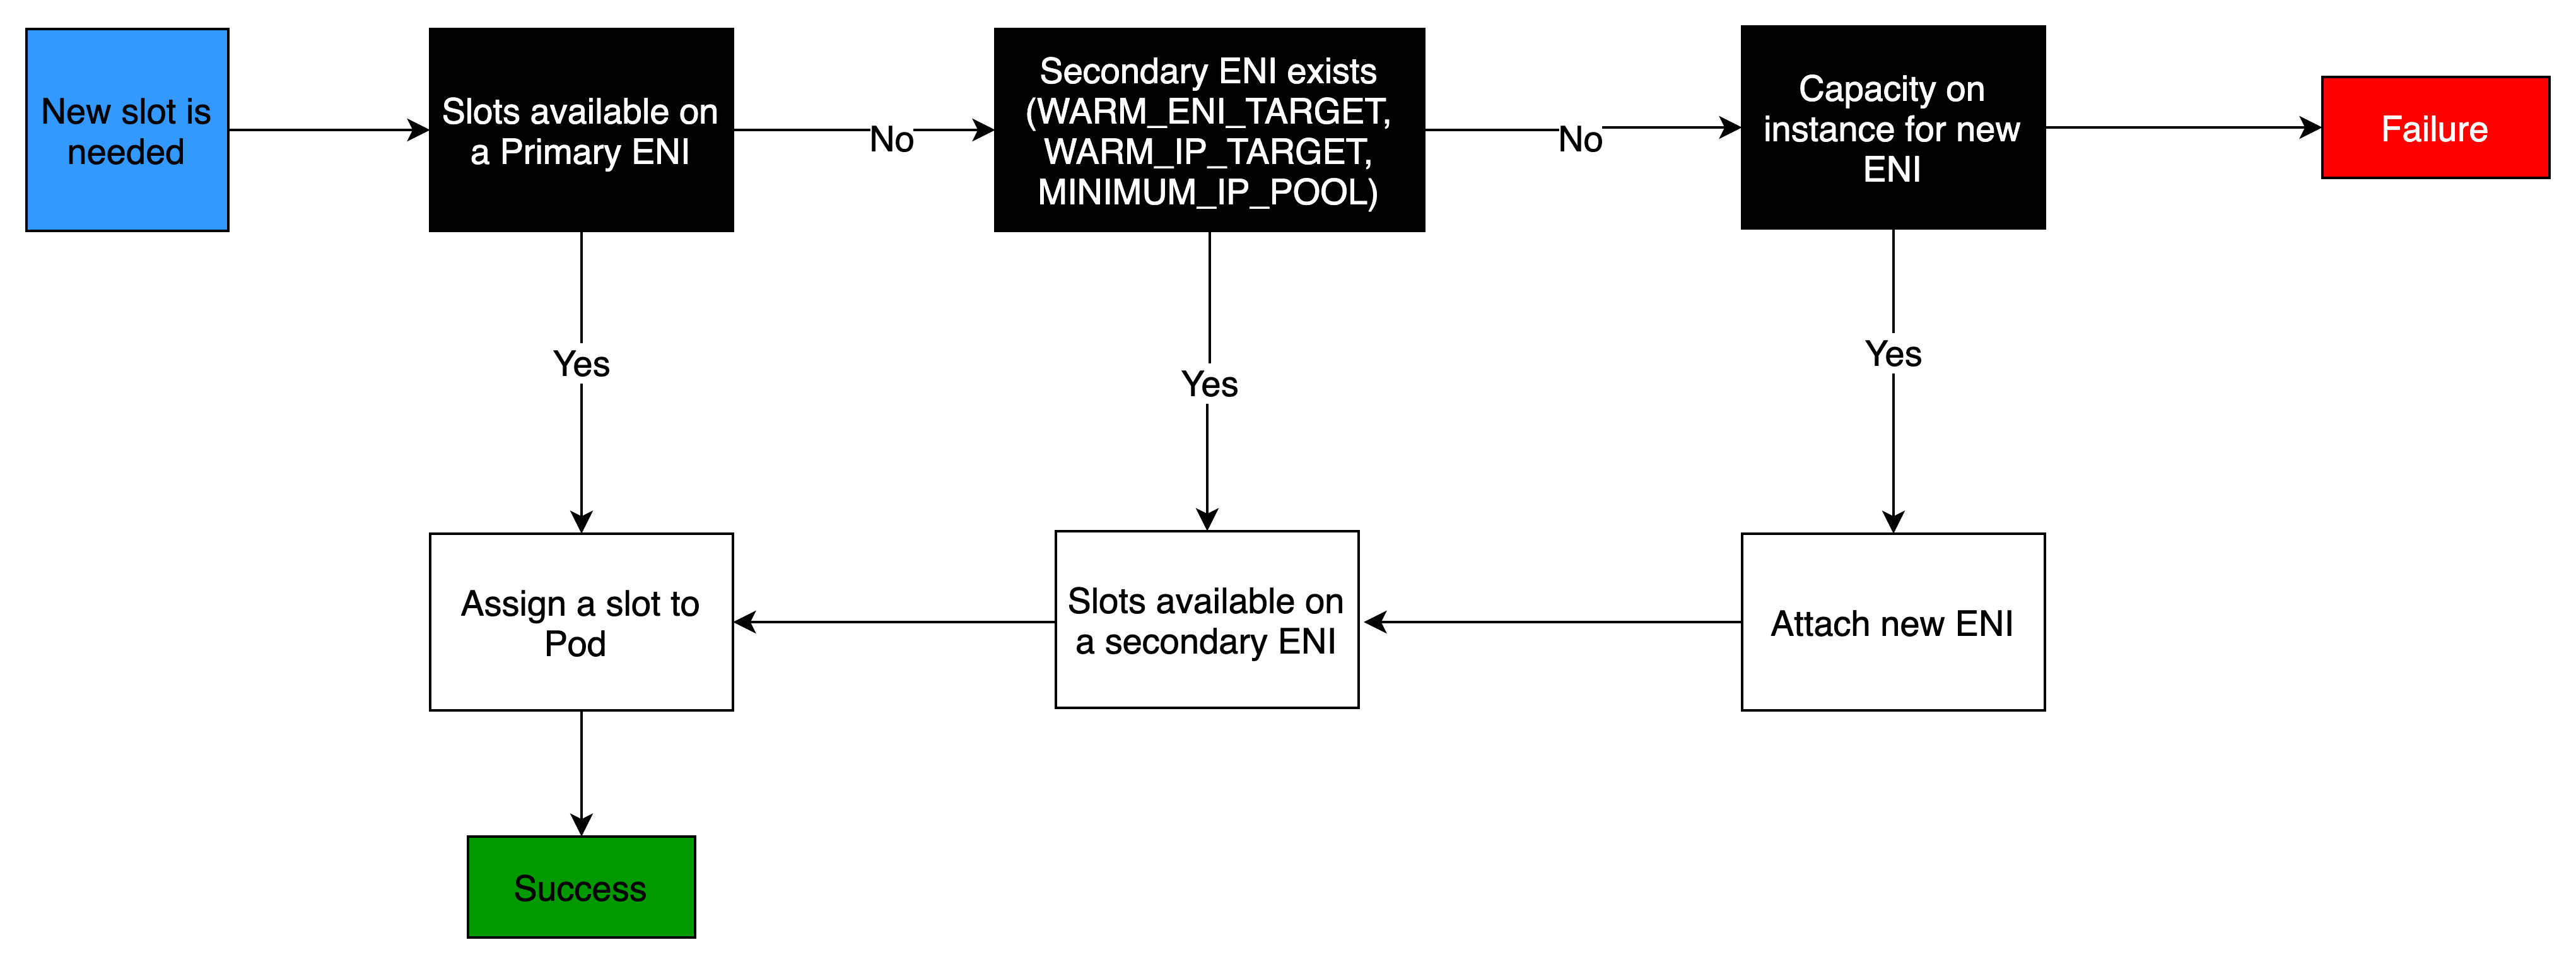 New slot is
needed
Slots available on
a Primary ENI
No
Secondary ENI exists
(WARM_ENI_TARGET,
WARM_IP_TARGET,
MINIMUM_IP_POOL)
No
Capacity on
instance for new
ENI
Failure
Yes
Yes
Yes
Assign a slot to
Pod
Slots available on
a secondary ENI
Attach new ENI
Success